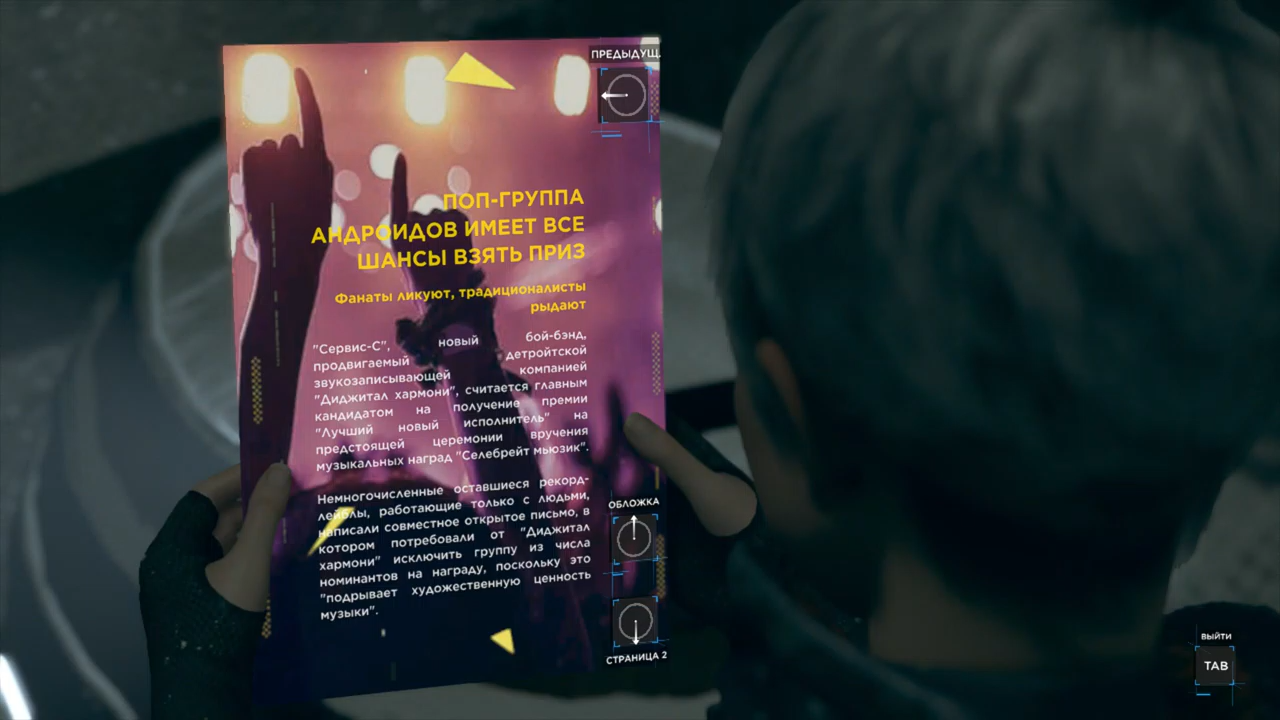 ПРЕДЫДУЩ.
ПОП-ГРУППА
АНДРОИДОВ ИМЕЕТ ВСЕ
ШАНСЫ ВЗЯТЬ ПРИЗ
Фанаты ликуют, традиционалисты
рыдают
"Сервис-С", новый бой-бэнд,
продвигаемый детройтской
звукозаписывающей компанией
"Диджитал хармони", считается главным
кандидатом на получение премии
"Лучший новый исполнитель" на
предстоящей церемонии вручения
музыкальных наград "Селебрейт мьюзик".
Немногочисленные оставшиеся рекорд-
лейблы, работающие только с людьми,
написали совместное открытое письмо, в
котором потребовали от "Диджитал
хармони" исключить группу из числа
номинантов на награду, поскольку это
"подрывает художественную ценность
музыки".
ОБЛОЖКА
СТРАНИЦА 2
ВЫЙТИ
TAB